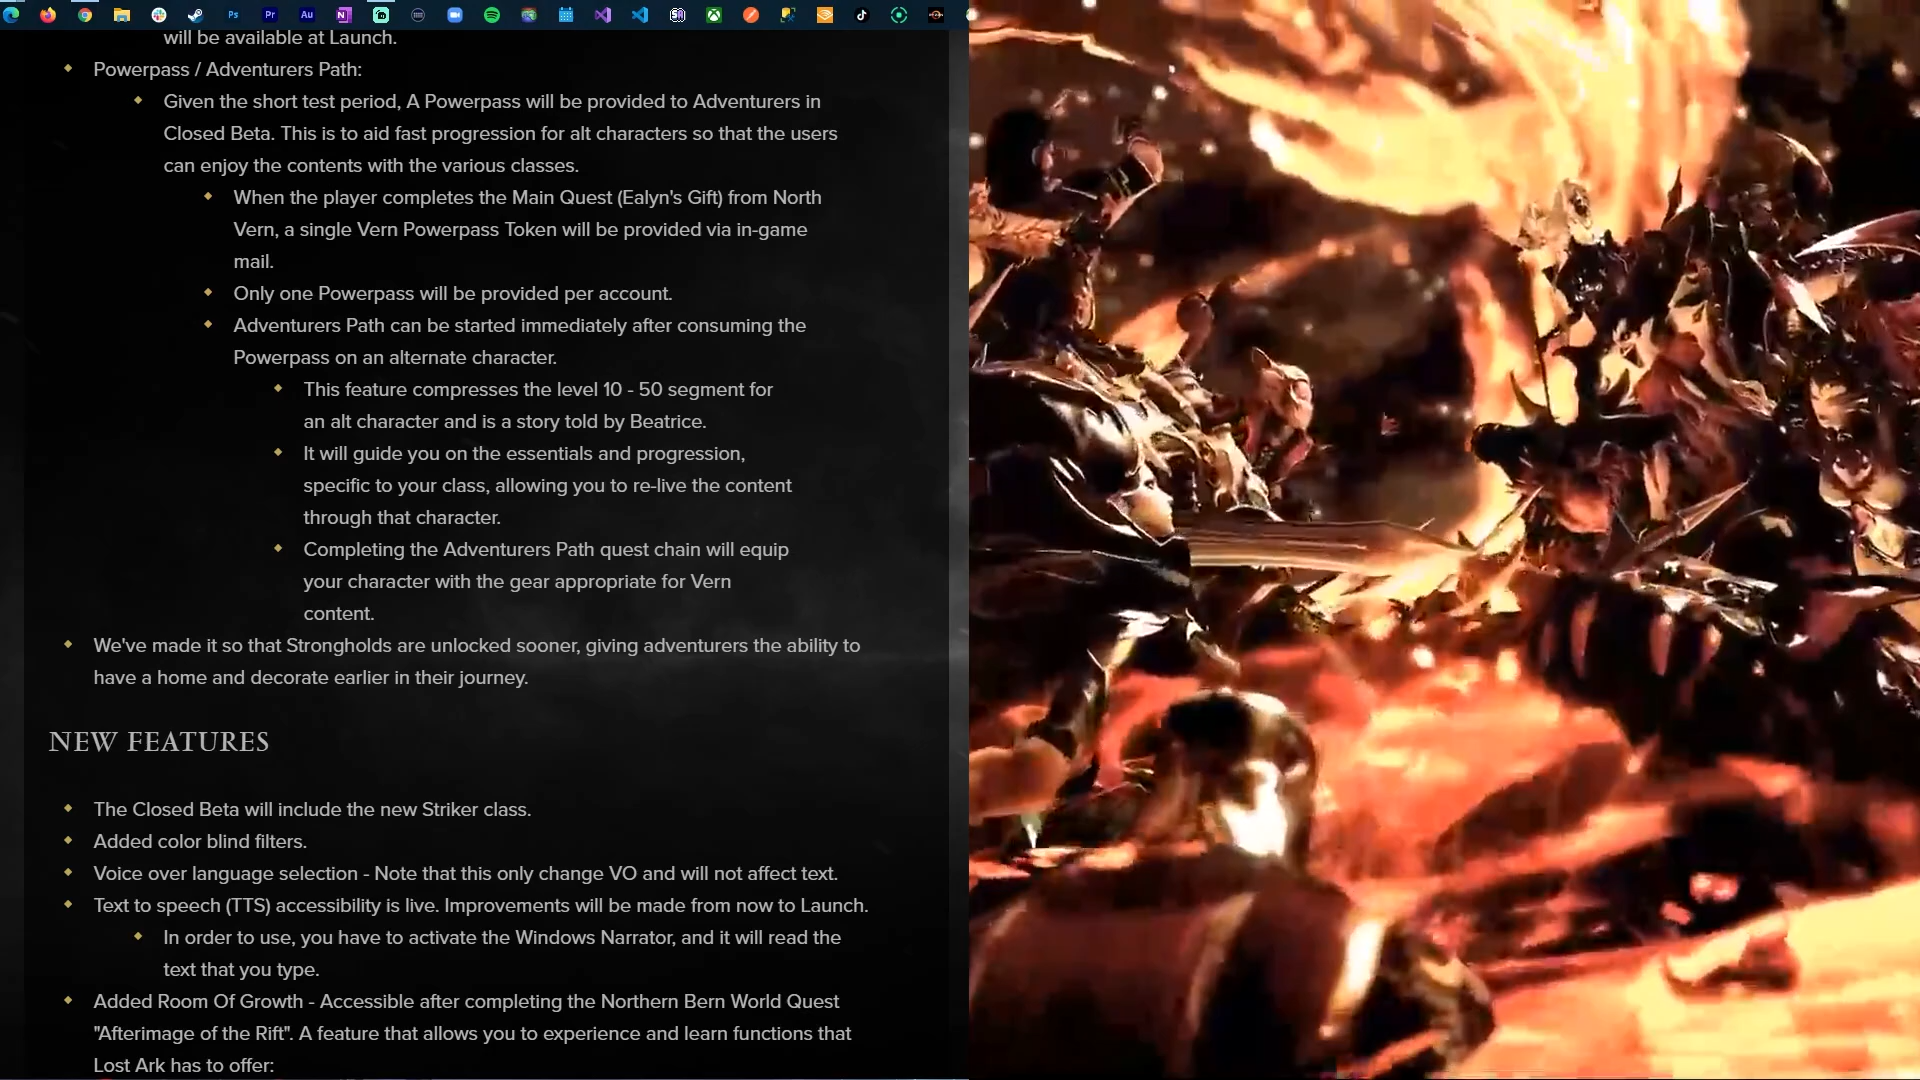 will be available at Launch.
Powerpass / Adventurers Path:
Given the short test period, A Powerpass will be provided to Adventurers in
Closed Beta. This is to aid fast progression for alt characters so that the users
can enjoy the contents with the various classes.
When the player completes the Main Quest (Ealyn's Gift) from North
Vern, a single Vern Powerpass Token will be provided via in-game
mail.
Only one Powerpass will be provided per account.
Adventurers Path can be started immediately after consuming the
Powerpass on an alternate character.
This feature compresses the level 10 - 50 segment for
an alt character and is a story told by Beatrice.
It will guide you on the essentials and progression,
specific to your class, allowing you to re-live the content
through that character.
Completing the Adventurers Path quest chain will equip
your character with the gear appropriate for Vern
content.
We've made it so that Strongholds are unlocked sooner, giving adventurers the ability to
have a home and decorate earlier in their journey.
NEW FEATURES
The Closed Beta will include the new Striker class.
Added color blind filters.
Voice over language selection - Note that this only change VO and will not affect text.
Text to speech (TTS) accessibility is live. Improvements will be made from now to Launch.
In order to use, you have to activate the Windows Narrator, and it will read the
text that you type.
Added Room Of Growth - Accessible after completing the Northern Bern World Quest
"Afterimage of the Rift". A feature that allows you to experience and learn functions that
Lost Ark has to offer: